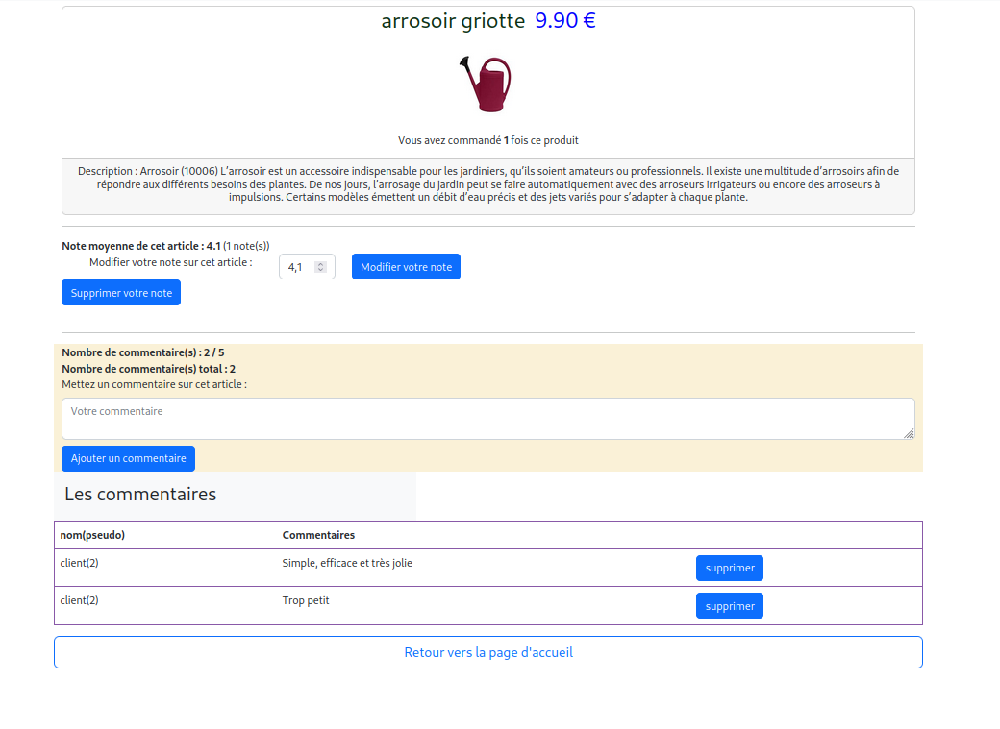 arrosoir griotte 9.90 €
Vous avez commandé 1 fois ce produit
Description : Arrosoir (10006) L’arrosoir est un accessoire indispensable pour les jardiniers, qu’ils soient amateurs ou professionnels. Il existe une multitude d’arrosoirs afin de
répondre aux différents besoins des plantes. De nos jours, l’arrosage du jardin peut se faire automatiquement avec des arroseurs irrigateurs ou encore des arroseurs à
impulsions. Certains modèles émettent un débit d’eau précis et des jets variés pour s’adapter à chaque plante.
Note moyenne de cet article : 4.1 (1 note(s))
Modifier votre note sur cet article : 4,1 Modifier votre note
Supprimer votre note
Nombre de commentaire(s) : 2 / 5
Nombre de commentaire(s) total : 2
Mettez un commentaire sur cet article :
Votre commentaire
Ajouter un commentaire
Les commentaires
nom(pseudo) Commentaires
client(2) Simple, efficace et très jolie supprimer
client(2) Trop petit supprimer
Retour vers la page d'accueil